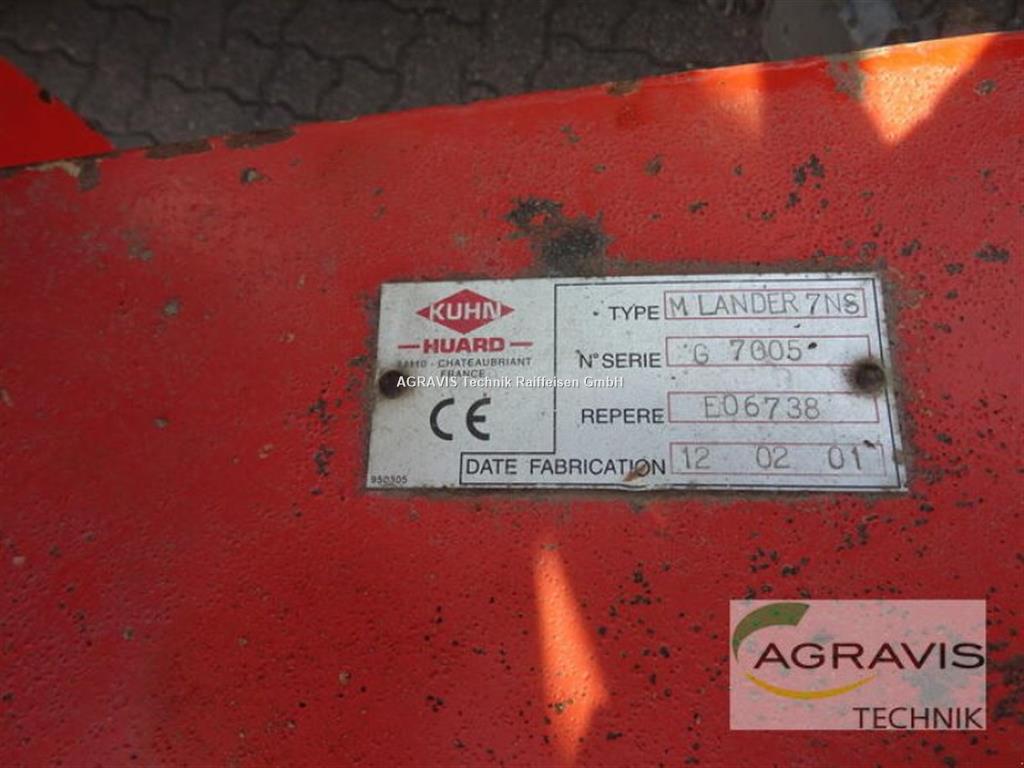 KUHN
HUARD
44110 - CHATEAUBRIANT
FRANCE
AGRAVIS Technik Raiffeisen GmbH
CE
950305
TYPE M LANDER 7NS
N° SERIE G 7005
REPERE E06738
DATE FABRICATION 12 02 01
AGRAVIS
TECHNIK